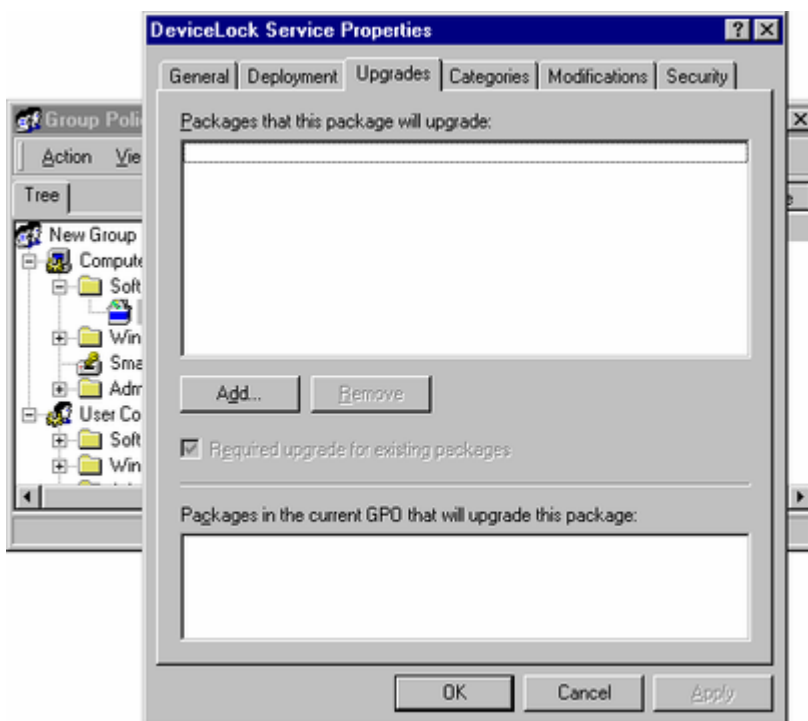 DeviceLock Service Properties
General Deployment Upgrades Categories Modifications Security
Group Poli
Packages that this package will upgrade:
Action Vie
Tree
New Group
Compute
Soft
Win
Sma
Adm
Add... Remove
User Co
Soft
Required upgrade for existing packages
Win
Packages in the current GPO that will upgrade this package:
OK Cancel Apply